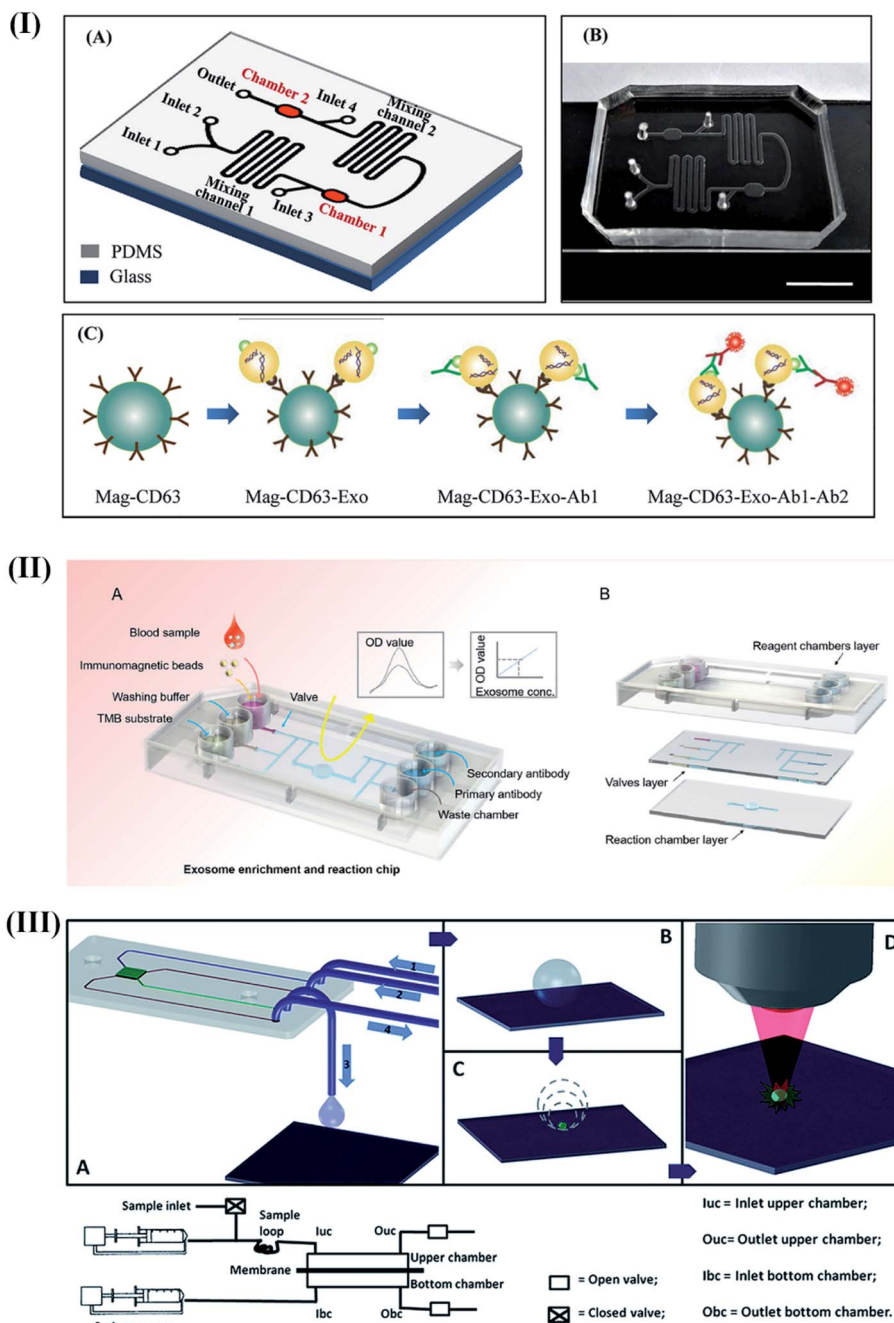 (I)
(A)
Outlet
Chamber 2
Inlet 4
Mixing
channel 2
Inlet 2
Inlet 1
Mixing
channel 1
Inlet 3
Chamber 1
PDMS
Glass
(B)
(C)
Mag-CD63
Mag-CD63-Exo
Mag-CD63-Exo-Ab1
Mag-CD63-Exo-Ab1-Ab2
(II)
A
Blood sample
Immunomagnetic beads
Washing buffer
TMB substrate
Valve
OD value
OD value
Exosome conc.
Secondary antibody
Primary antibody
Waste chamber
Exosome enrichment and reaction chip
B
Reagent chambers layer
Valves layer
Reaction chamber layer
(III)
1
2
4
3
A
B
C
D
Sample inlet
Sample
loop
Iuc
Ouc
Upper chamber
Membrane
Bottom chamber
Ibc
Obc
= Open valve;
= Closed valve;
Iuc = Inlet upper chamber;
Ouc= Outlet upper chamber;
Ibc = Inlet bottom chamber;
Obc = Outlet bottom chamber.